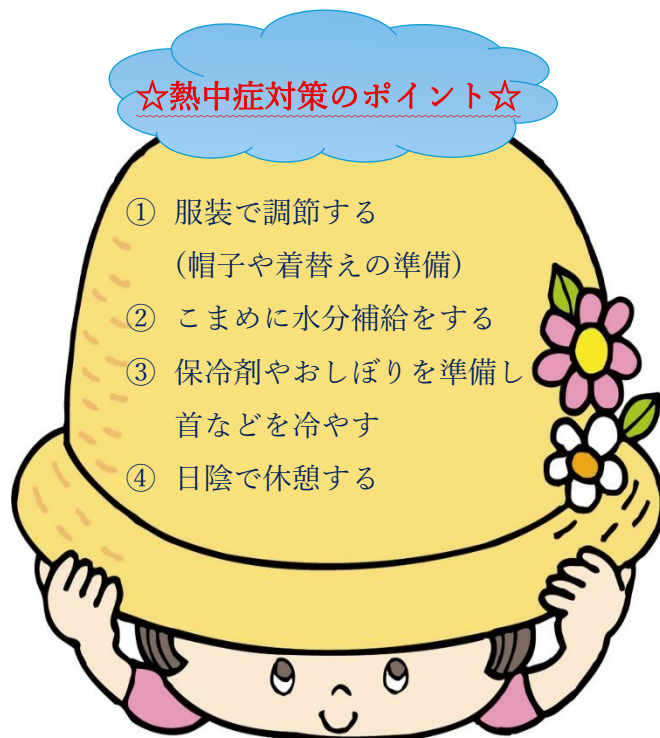 ☆熱中症対策のポイント☆
① 服装で調節する
(帽子や着替えの準備)
② こまめに水分補給をする
③ 保冷剤やおしぼりを準備し
首などを冷やす
④ 日陰で休憩する